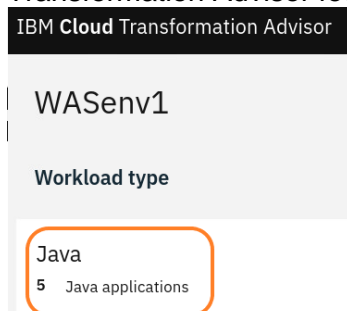 IBM Cloud Transformation Advisor
WASenv1
Workload type
Java
5 Java applications